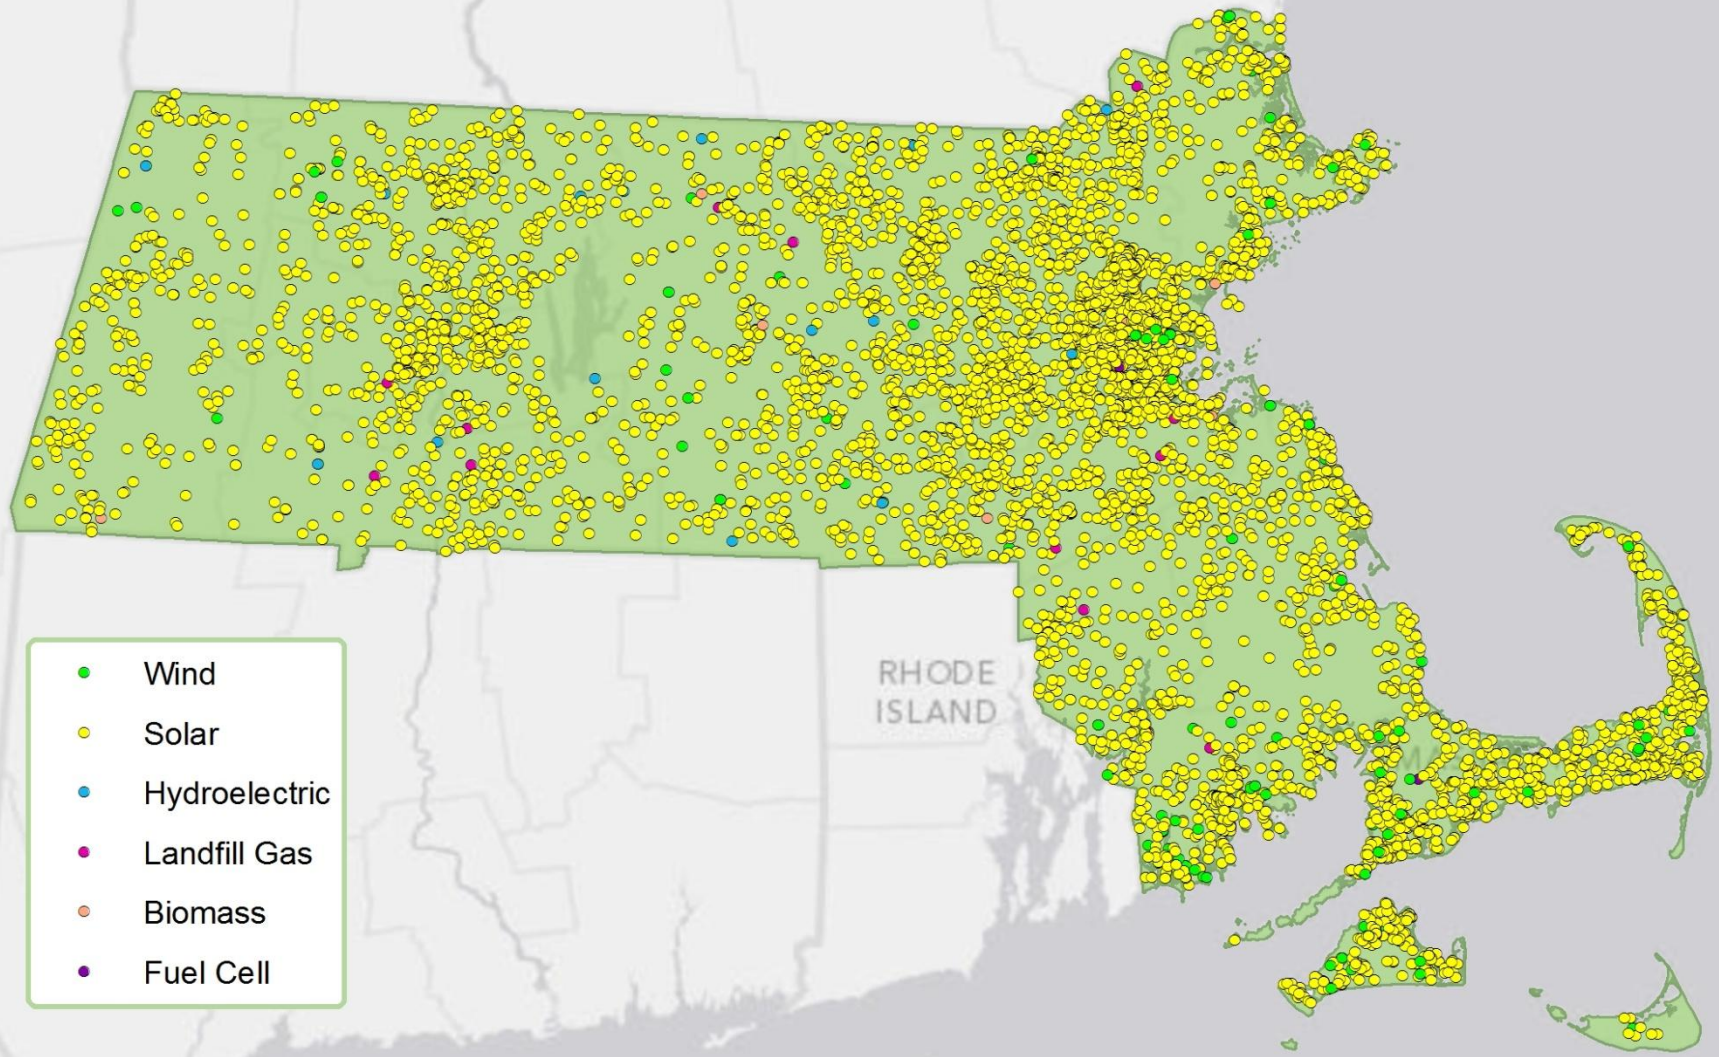 RHODE
ISLAND
Wind
Solar
Hydroelectric
Landfill Gas
Biomass
Fuel Cell